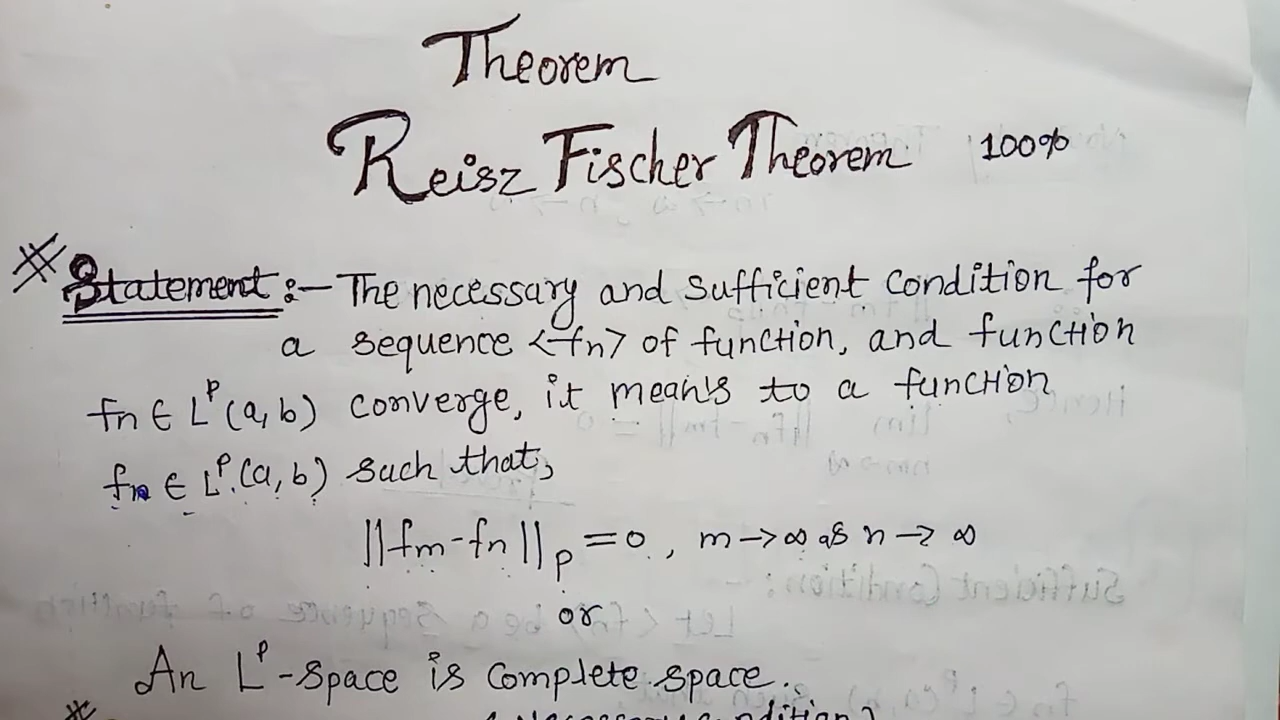 Theorem
Reisz Fischer Theorem 100%
Statement :- The necessary and sufficient condition for
a sequence <fn> of function, and function
fn ∈ L^p (a, b) converge, it means to a function
fn ∈ L^p. (a, b) such that,
||fm - fn||_p = 0, m → ∞ as n → ∞
or
An L^p - space is complete space.